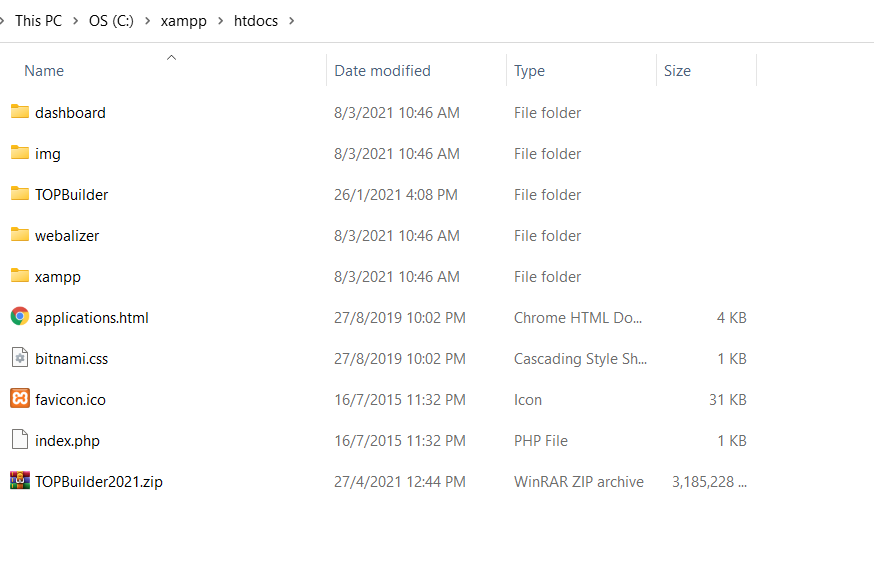 This PC > OS (C:) > xampp > htdocs >
Name Date modified Type Size
dashboard 8/3/2021 10:46 AM File folder
img 8/3/2021 10:46 AM File folder
TOPBuilder 26/1/2021 4:08 PM File folder
webalizer 8/3/2021 10:46 AM File folder
xampp 8/3/2021 10:46 AM File folder
applications.html 27/8/2019 10:02 PM Chrome HTML Do... 4 KB
bitnami.css 27/8/2019 10:02 PM Cascading Style Sh... 1 KB
favicon.ico 16/7/2015 11:32 PM Icon 31 KB
index.php 16/7/2015 11:32 PM PHP File 1 KB
TOPBuilder2021.zip 27/4/2021 12:44 PM WinRAR ZIP archive 3,185,228 ...